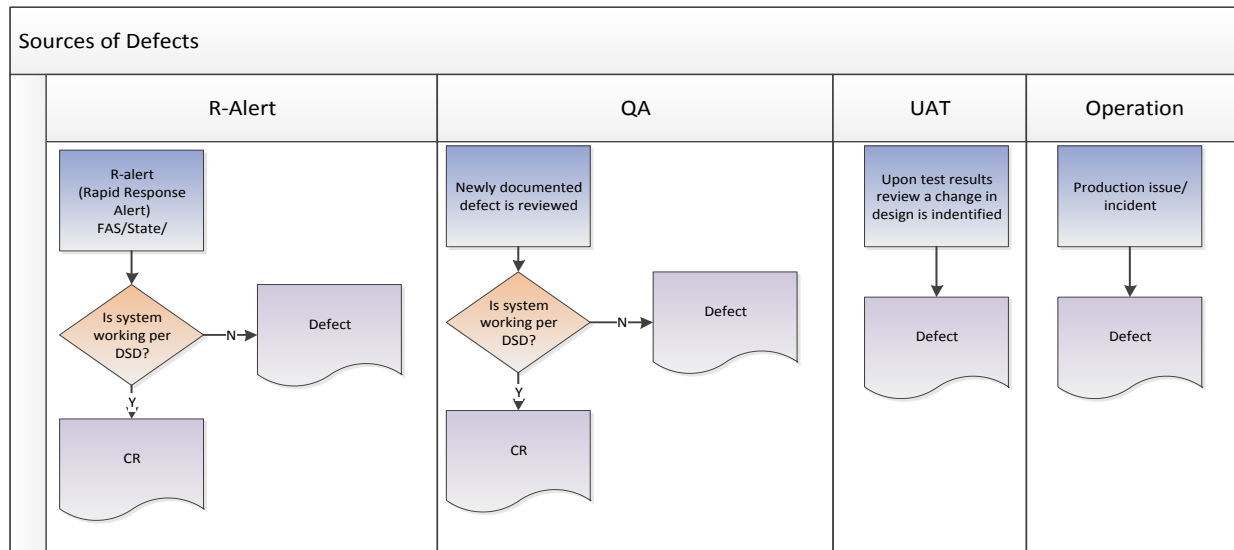 Sources of Defects
R-Alert
QA
UAT
Operation
R-alert
(Rapid Response
Alert)
FAS/State/
Is system
working per
DSD?
N
Defect
Y
CR
Newly documented
defect is reviewed
Is system
working per
DSD?
N
Defect
Y
CR
Upon test results
review a change in
design is indentified
Defect
Production issue/
incident
Defect